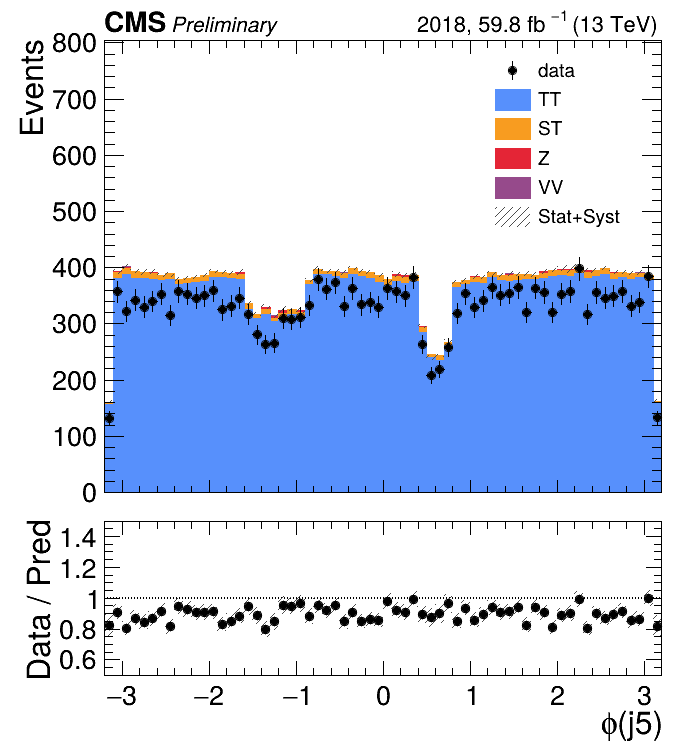 CMS Preliminary 2018, 59.8 fb⁻¹ (13 TeV)
Events
800
700
600
500
400
300
200
100
0
data
TT
ST
Z
VV
Stat+Syst
Data / Pred
1.4
1.2
1
0.8
0.6
−3 −2 −1 0 1 2 3
ϕ(j5)